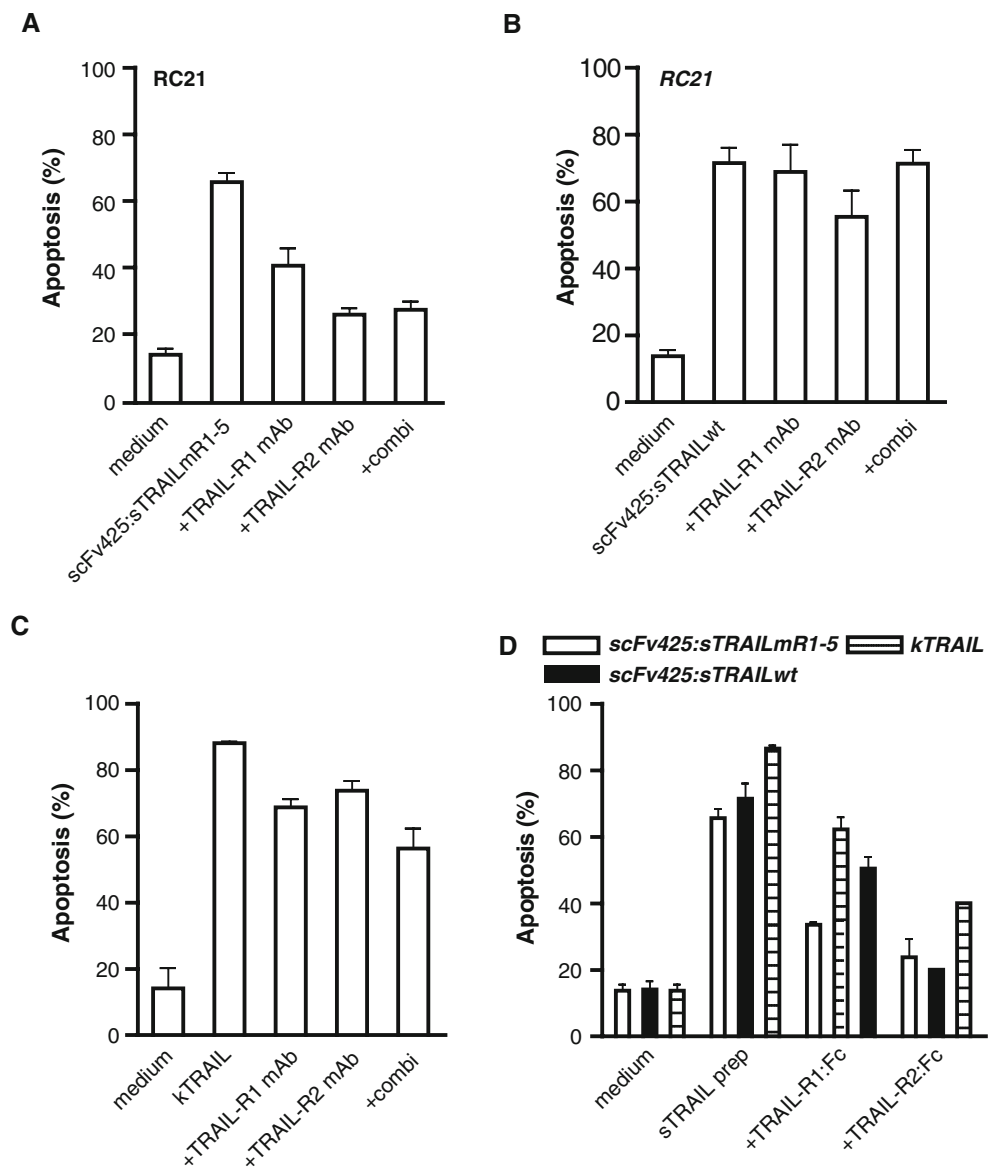 A
RC21
Apoptosis (%)
100
80
60
40
20
0
medium
scFv425:sTRAILmR1-5
+TRAIL-R1 mAb
+TRAIL-R2 mAb
+combi
B
RC21
Apoptosis (%)
100
80
60
40
20
0
medium
scFv425:sTRAILwt
+TRAIL-R1 mAb
+TRAIL-R2 mAb
+combi
C
Apoptosis (%)
100
80
60
40
20
0
medium
kTRAIL
+TRAIL-R1 mAb
+TRAIL-R2 mAb
+combi
D
scFv425:sTRAILmR1-5
kTRAIL
scFv425:sTRAILwt
Apoptosis (%)
100
80
60
40
20
0
medium
sTRAIL prep
+TRAIL-R1:Fc
+TRAIL-R2:Fc